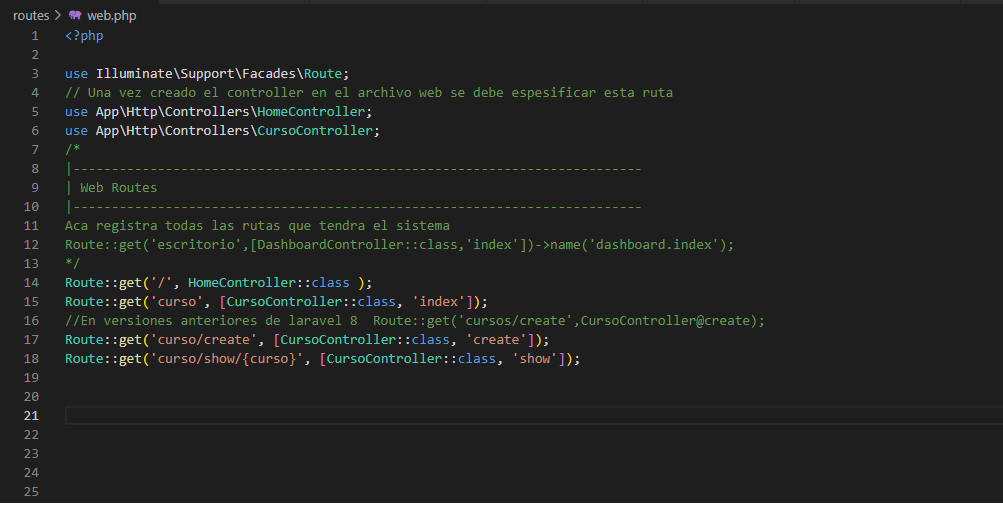 routes > web.php
1 <?php
2
3 use Illuminate\Support\Facades\Route;
4 // Una vez creado el controller en el archivo web se debe espesificar esta ruta
5 use App\Http\Controllers\HomeController;
6 use App\Http\Controllers\CursoController;
7 /*
8 |--------------------------------------------------------------------------
9 | Web Routes
10 |--------------------------------------------------------------------------
11 Aca registra todas las rutas que tendra el sistema
12 Route::get('escritorio',[DashboardController::class,'index'])->name('dashboard.index');
13 */
14 Route::get('/', HomeController::class );
15 Route::get('curso', [CursoController::class, 'index']);
16 //En versiones anteriores de laravel 8  Route::get('cursos/create',CursoController@create);
17 Route::get('curso/create', [CursoController::class, 'create']);
18 Route::get('curso/show/{curso}', [CursoController::class, 'show']);
19
20
21
22
23
24
25